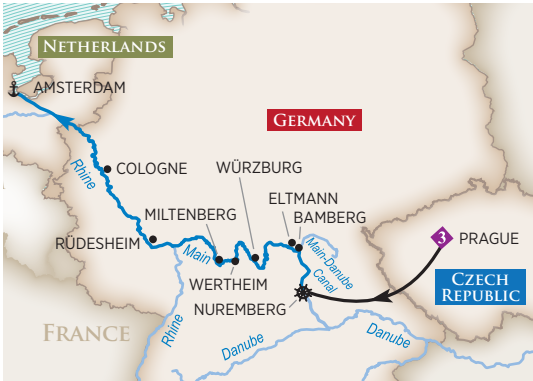 NETHERLANDS
AMSTERDAM
GERMANY
Rhine
COLOGNE
WÜRZBURG
ELTMANN
MILTENBERG
BAMBERG
RÜDESHEIM
Main
Main-Danube
Canal
3
PRAGUE
WERTHEIM
CZECH
REPUBLIC
NUREMBERG
FRANCE
Rhine
Danube
Danube